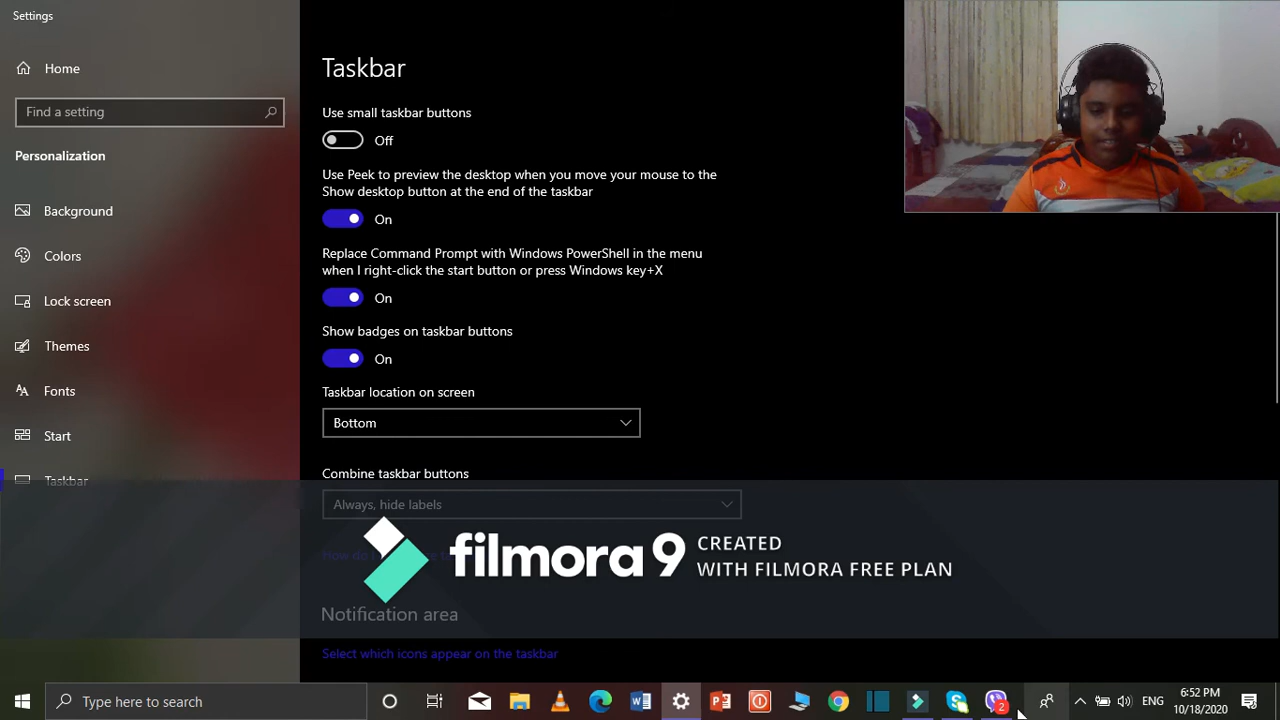 Settings
Home
Find a setting
Personalization
Background
Colors
Lock screen
Themes
Fonts
Start
Taskbar
Taskbar
Use small taskbar buttons
Off
Use Peek to preview the desktop when you move your mouse to the
Show desktop button at the end of the taskbar
On
Replace Command Prompt with Windows PowerShell in the menu
when I right-click the start button or press Windows key+X
On
Show badges on taskbar buttons
On
Taskbar location on screen
Bottom
Combine taskbar buttons
Always, hide labels
How do I
filmora 9
CREATED
WITH FILMORA FREE PLAN
Notification area
Select which icons appear on the taskbar
Type here to search
2
ENG
6:52 PM
10/18/2020